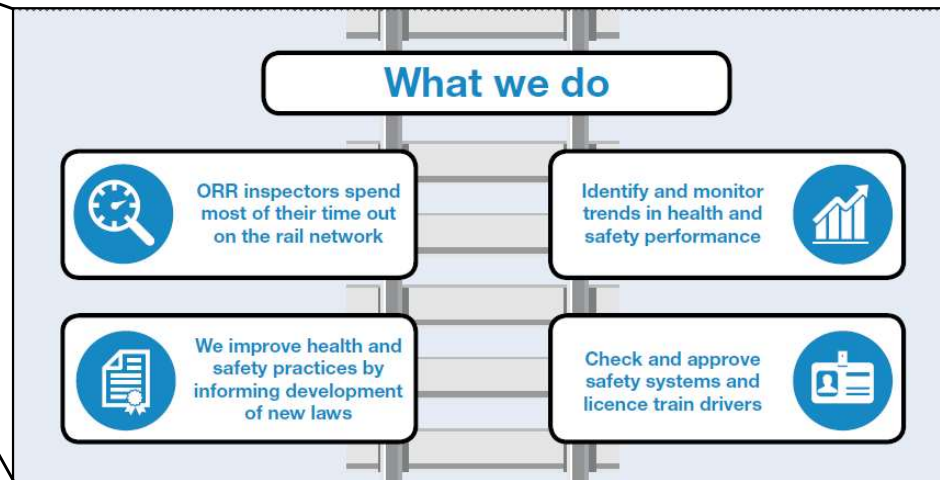 What we do
ORR inspectors spend
most of their time out
on the rail network
Identify and monitor
trends in health and
safety performance
We improve health and
safety practices by
informing development
of new laws
Check and approve
safety systems and
licence train drivers